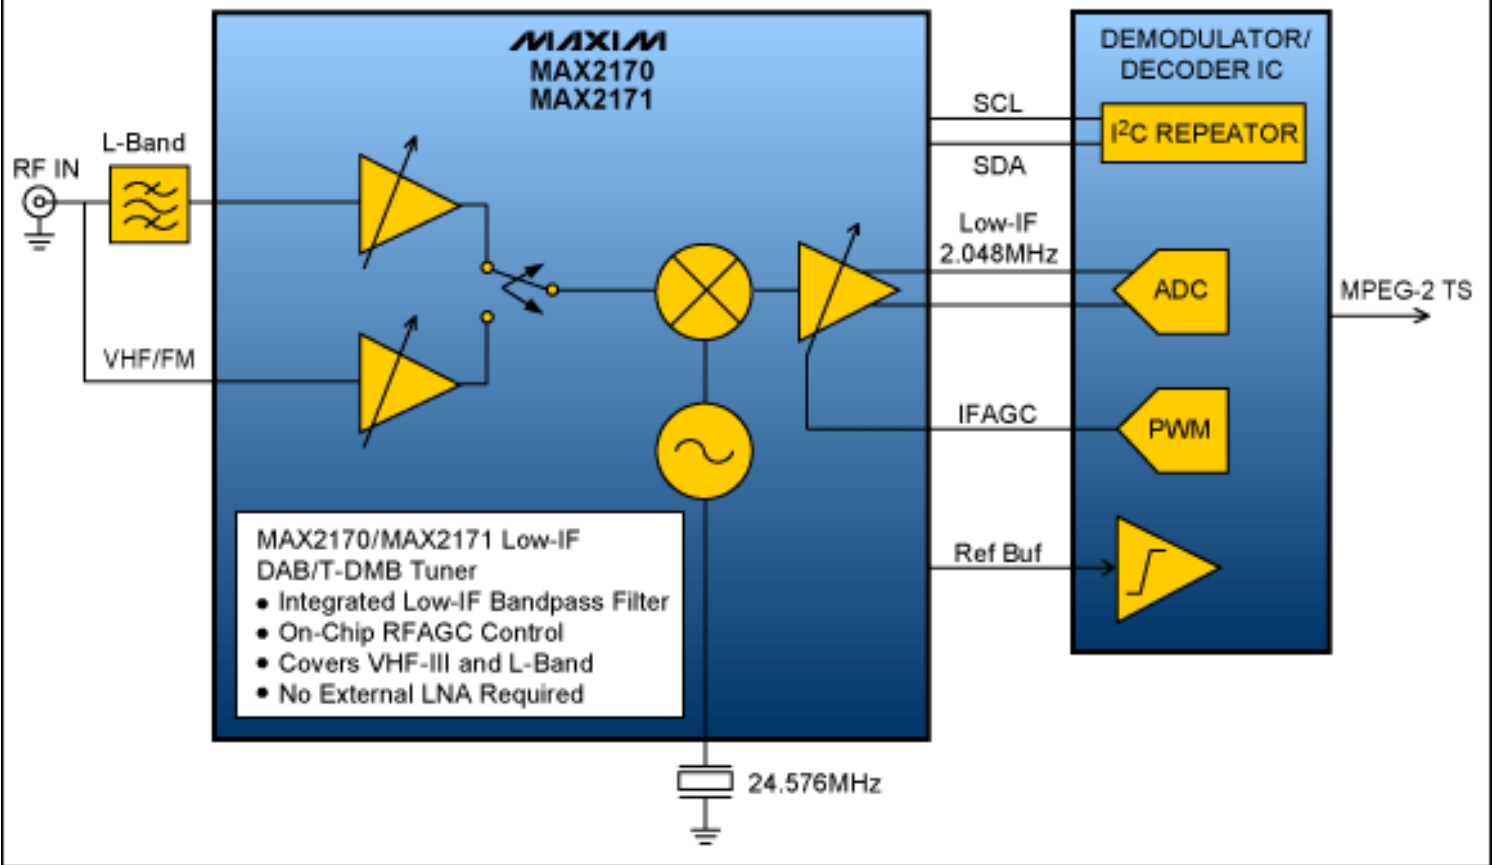 MAXIM
MAX2170
MAX2171
DEMODULATOR/
DECODER IC
SCL
I²C REPEATOR
L-Band
RF IN
SDA
Low-IF
2.048MHz
ADC
MPEG-2 TS
VHF/FM
IFAGC
PWM
Ref Buf
MAX2170/MAX2171 Low-IF
DAB/T-DMB Tuner
● Integrated Low-IF Bandpass Filter
● On-Chip RFAGC Control
● Covers VHF-III and L-Band
● No External LNA Required
24.576MHz